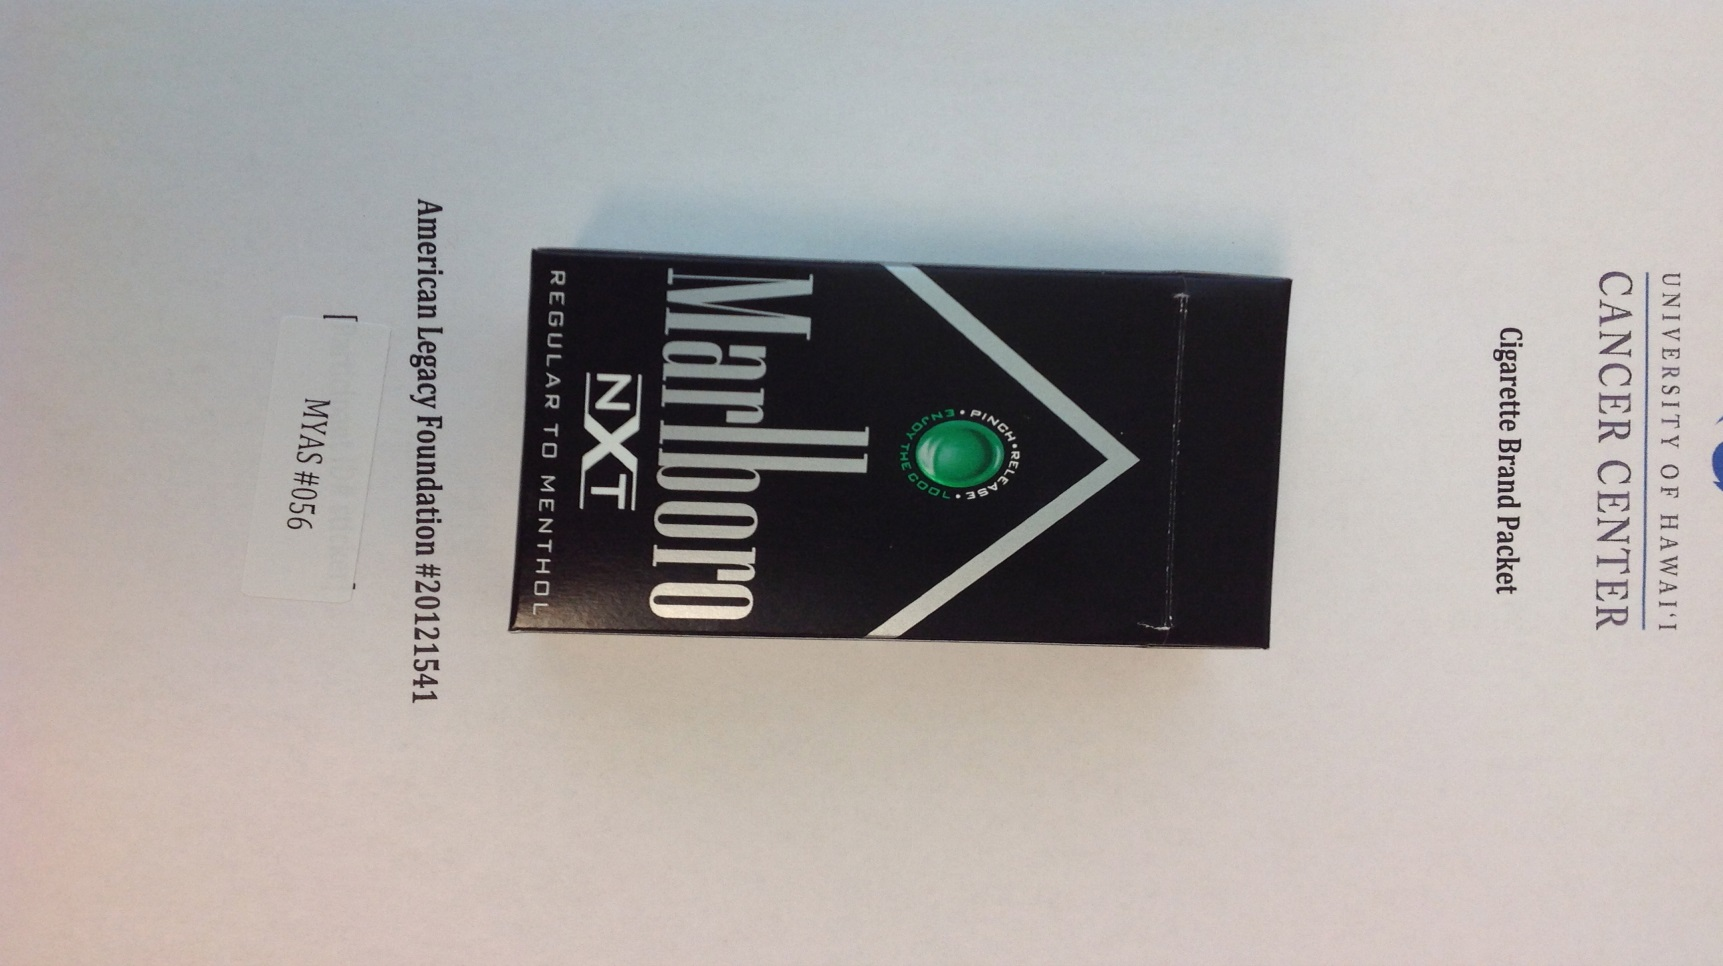 UNIVERSITY OF HAWAI‘I
CANCER CENTER
Cigarette Brand Packet
PINCH • RELEASE • ENJOY THE COOL •
Marlboro
NXT
REGULAR TO MENTHOL
American Legacy Foundation #20121541
[
MYAS #056